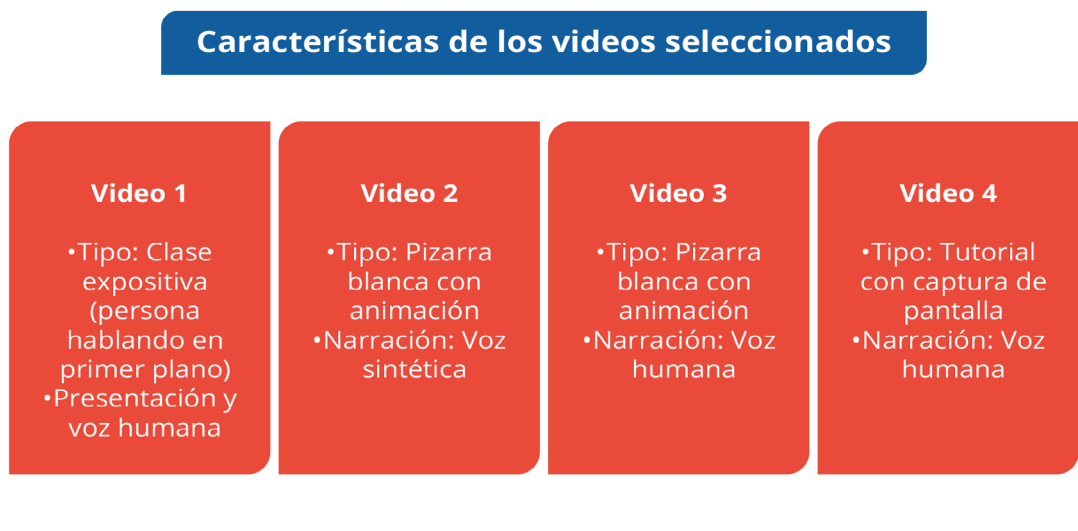 Características de los videos seleccionados
Video 1
•Tipo: Clase
expositiva
(persona
hablando en
primer plano)
•Presentación y
voz humana
Video 2
•Tipo: Pizarra
blanca con
animación
•Narración: Voz
sintética
Video 3
•Tipo: Pizarra
blanca con
animación
•Narración: Voz
humana
Video 4
•Tipo: Tutorial
con captura de
pantalla
•Narración: Voz
humana